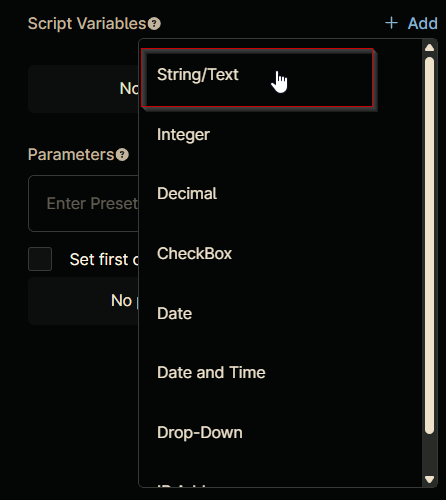 Script Variables
+ Add
No
String/Text
Integer
Parameters
Decimal
Enter Preset
CheckBox
Set first
No
Date
Date and Time
Drop-Down